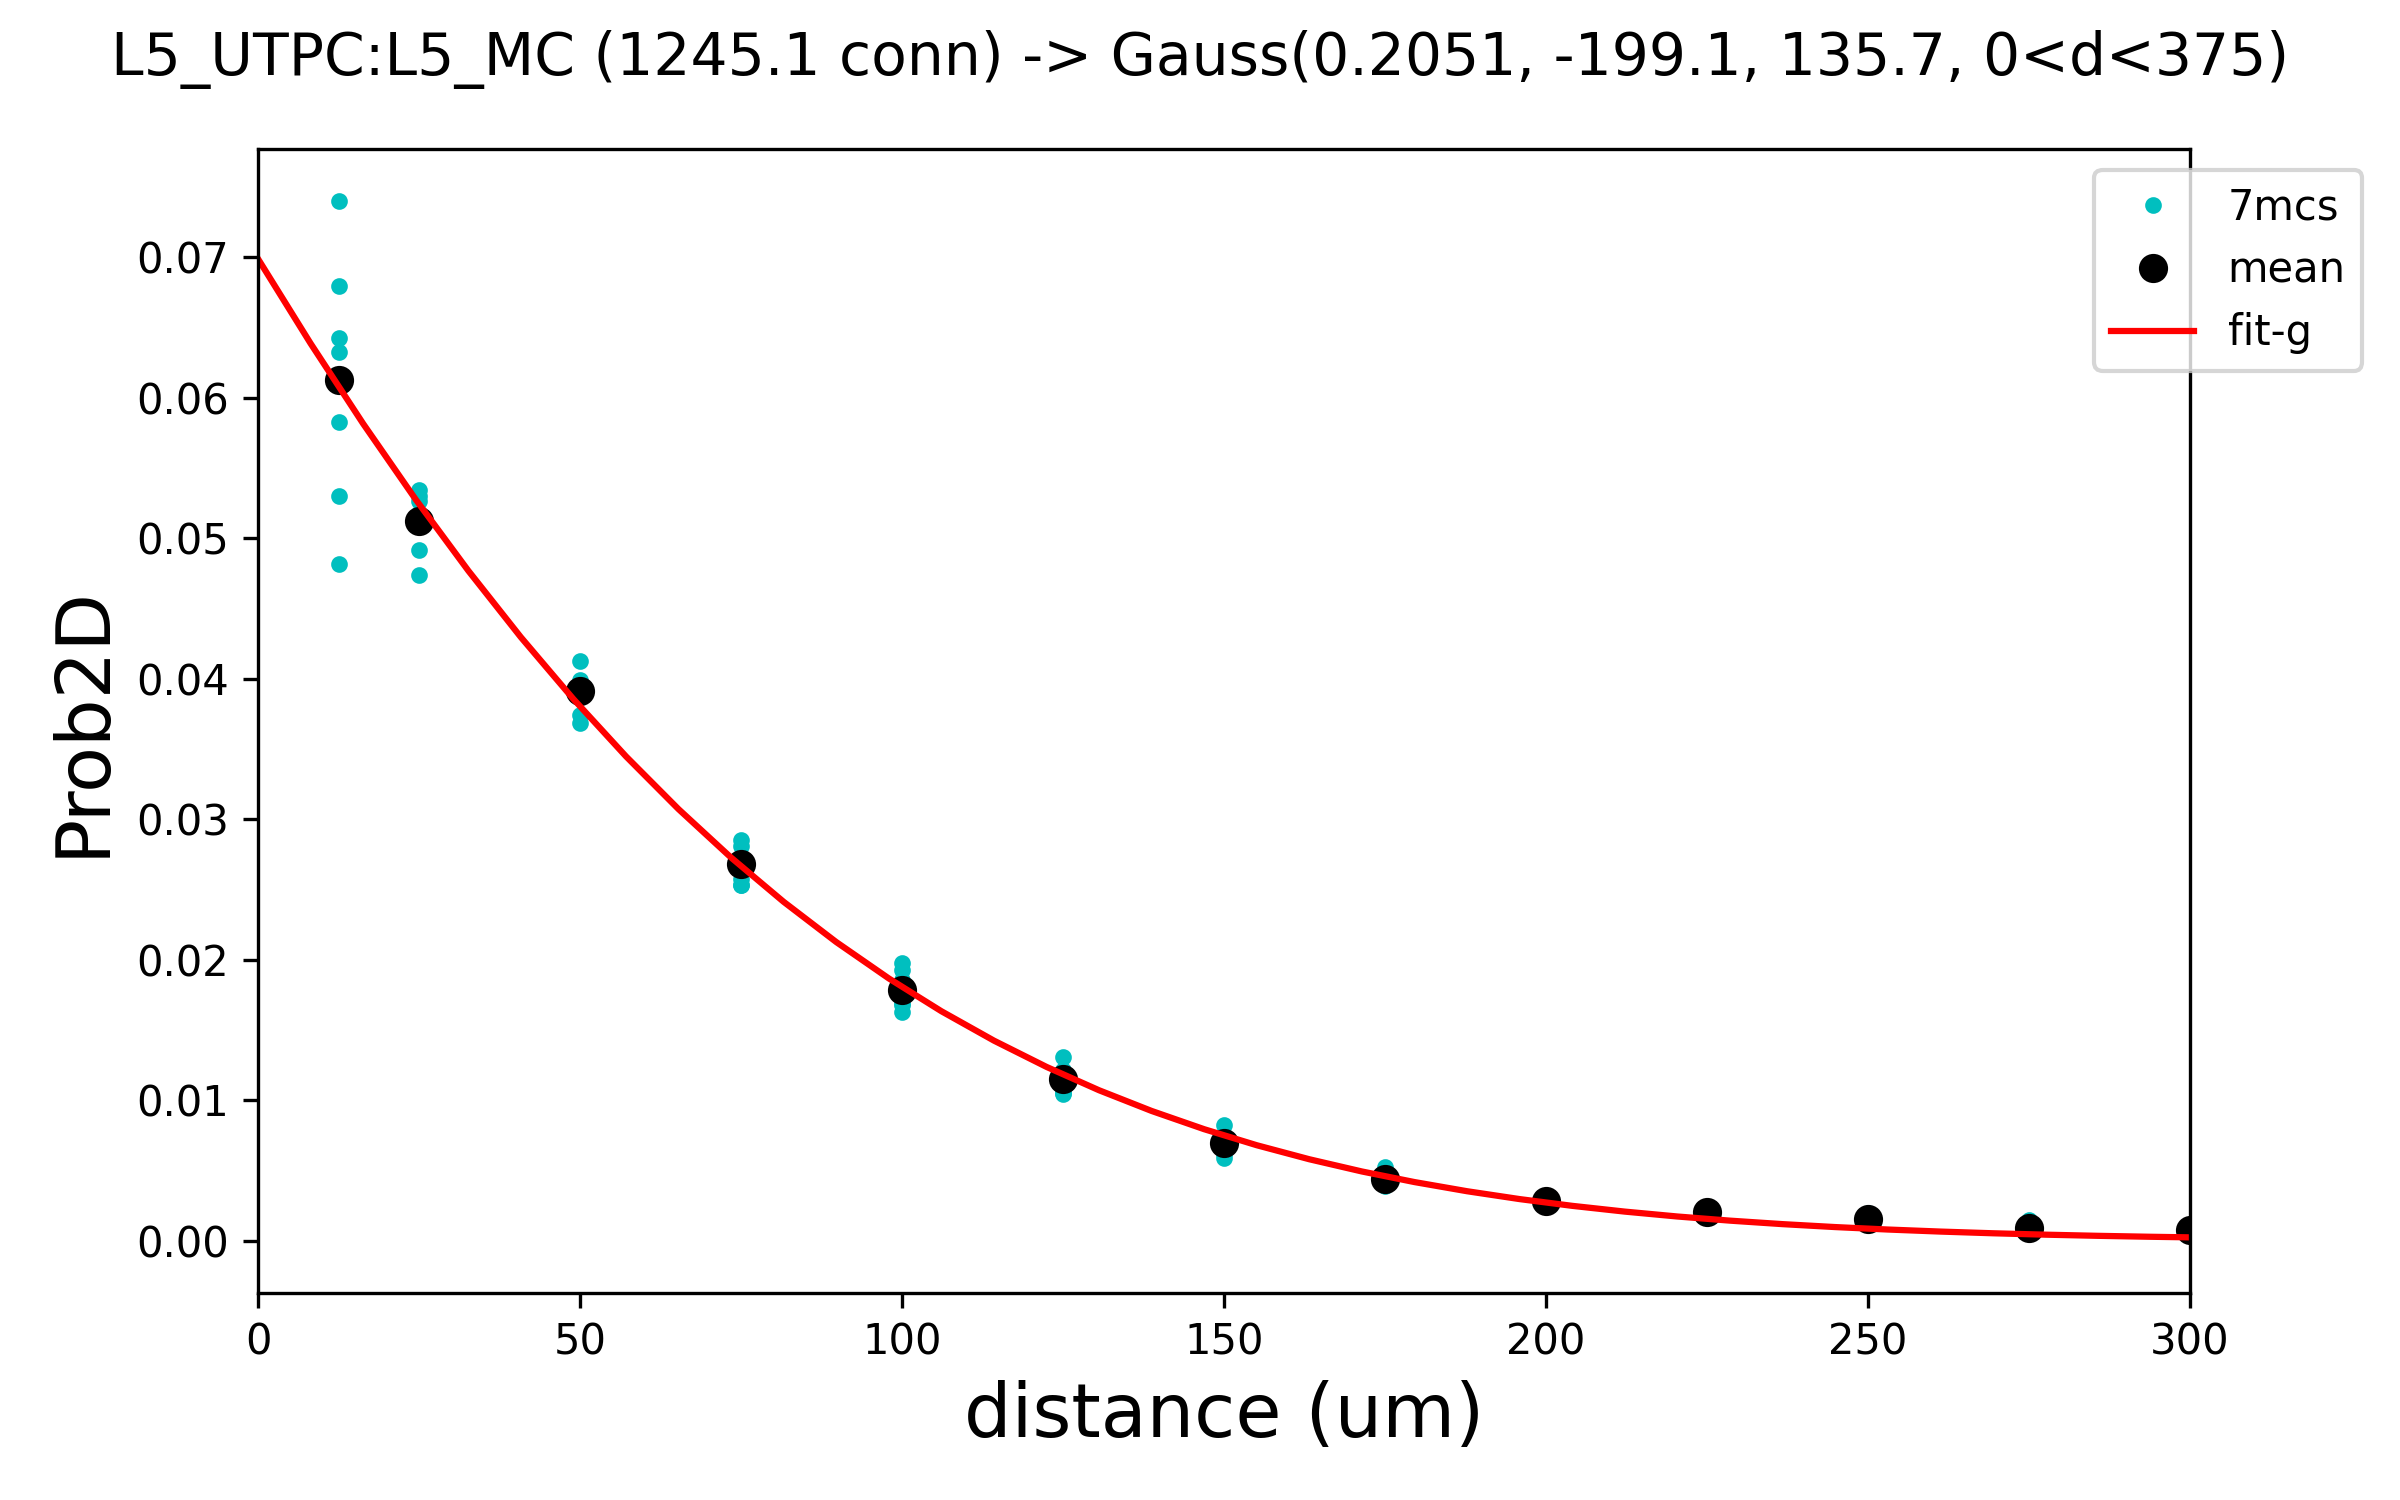 L5_UTPC:L5_MC (1245.1 conn) -> Gauss(0.2051, -199.1, 135.7, 0<d<375)
7mcs
mean
fit-g
0.07
0.06
0.05
0.04
0.03
0.02
0.01
0.00
Prob2D
0 50 100 150 200 250 300
distance (um)